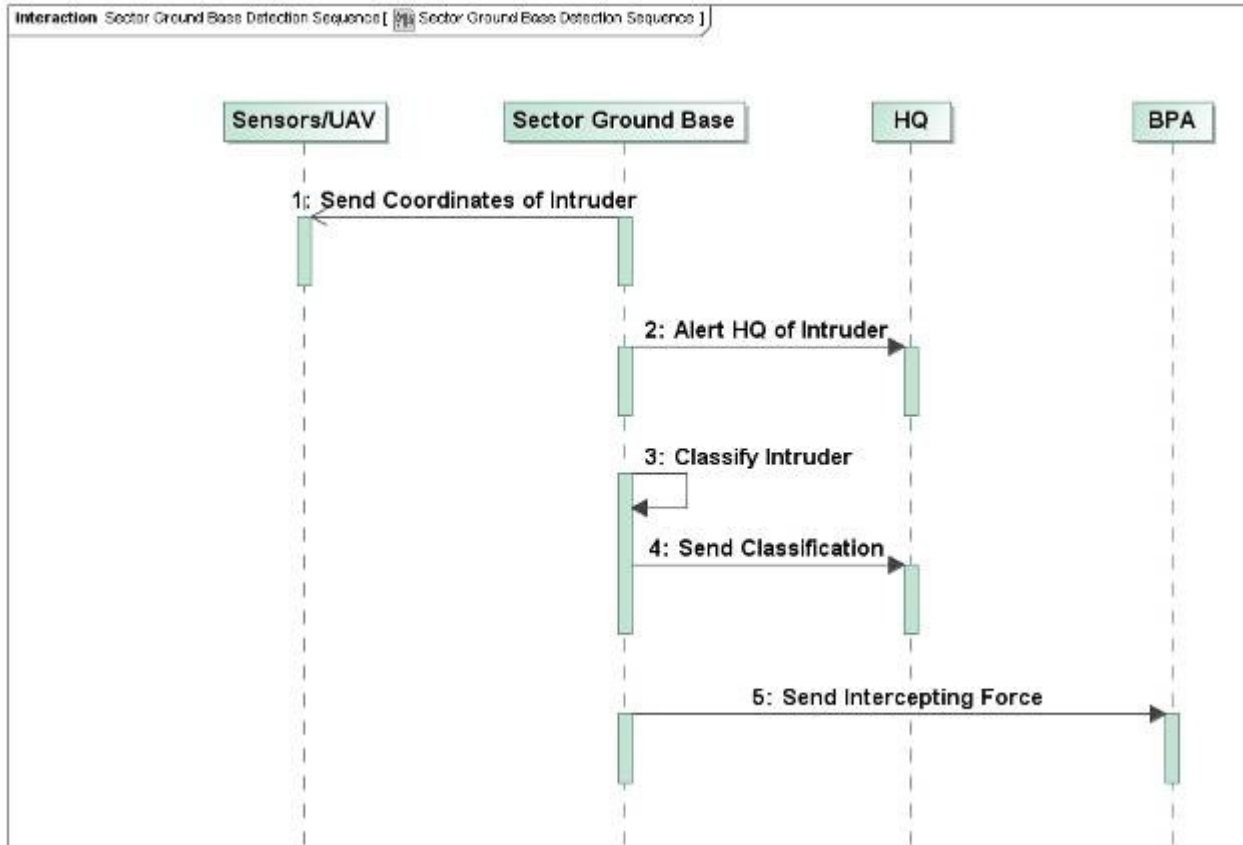 interaction Sector Ground Base Detection Sequence [ Sector Ground Base Detection Sequence ]
Sensors/UAV
Sector Ground Base
HQ
BPA
1: Send Coordinates of Intruder
2: Alert HQ of Intruder
3: Classify Intruder
4: Send Classification
5: Send Intercepting Force